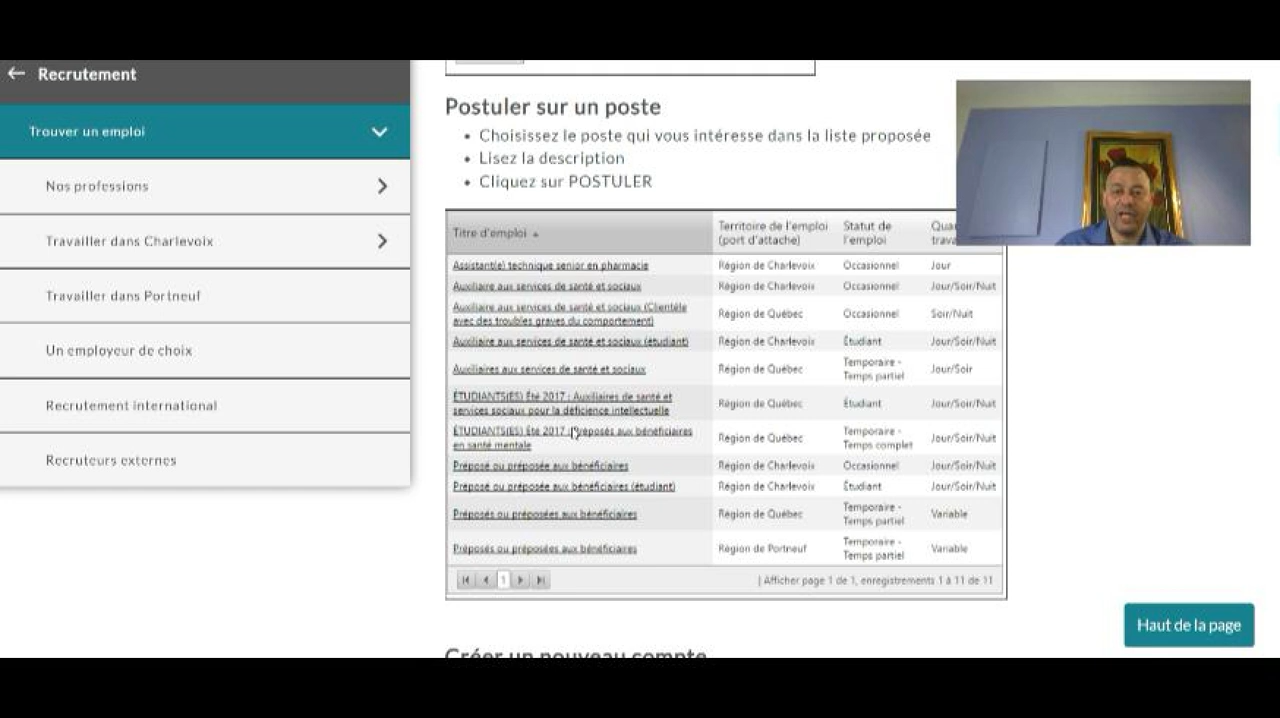 Recrutement
Trouver un emploi
Nos professions
Travailler dans Charlevoix
Travailler dans Portneuf
Un employeur de choix
Recrutement international
Recruteurs externes
Postuler sur un poste
• Choisissez le poste qui vous intéresse dans la liste proposée
• Lisez la description
• Cliquez sur POSTULER
Titre d'emploi Territoire de l'emploi Statut de Qua
(port d'attache) l'emploi trava
Assistant(e) technique senior en pharmacie Région de Charlevoix Occasionnel Jour
Auxiliaire aux services de santé et sociaux Région de Charlevoix Occasionnel Jour/Soir/Nuit
Auxiliaire aux services de santé et sociaux (Clientèle
avec des troubles graves du comportement) Région de Québec Occasionnel Soir/Nuit
Auxiliaire aux services de santé et sociaux (étudiant) Région de Charlevoix Étudiant Jour/Soir/Nuit
Auxiliaires aux services de santé et sociaux Région de Québec Temporaire - Jour/Soir
Temps partiel
ÉTUDIANTS(ES) Été 2017 : Auxiliaires de santé et
services sociaux pour la déficience intellectuelle Région de Québec Étudiant Jour/Soir/Nuit
ÉTUDIANTS(ES) Été 2017 : Préposés aux bénéficiaires Région de Québec Temporaire - Jour/Soir/Nuit
en santé mentale Temps complet
Préposé ou préposée aux bénéficiaires Région de Charlevoix Occasionnel Jour/Soir/Nuit
Préposé ou préposée aux bénéficiaires (étudiant) Région de Charlevoix Étudiant Jour/Soir/Nuit
Préposés ou préposées aux bénéficiaires Région de Québec Temporaire - Variable
Temps partiel
Préposés ou préposées aux bénéficiaires Région de Portneuf Temporaire - Variable
Temps partiel
1 | Afficher page 1 de 1, enregistrements 1 à 11 de 11
Haut de la page
Créer un nouveau compte